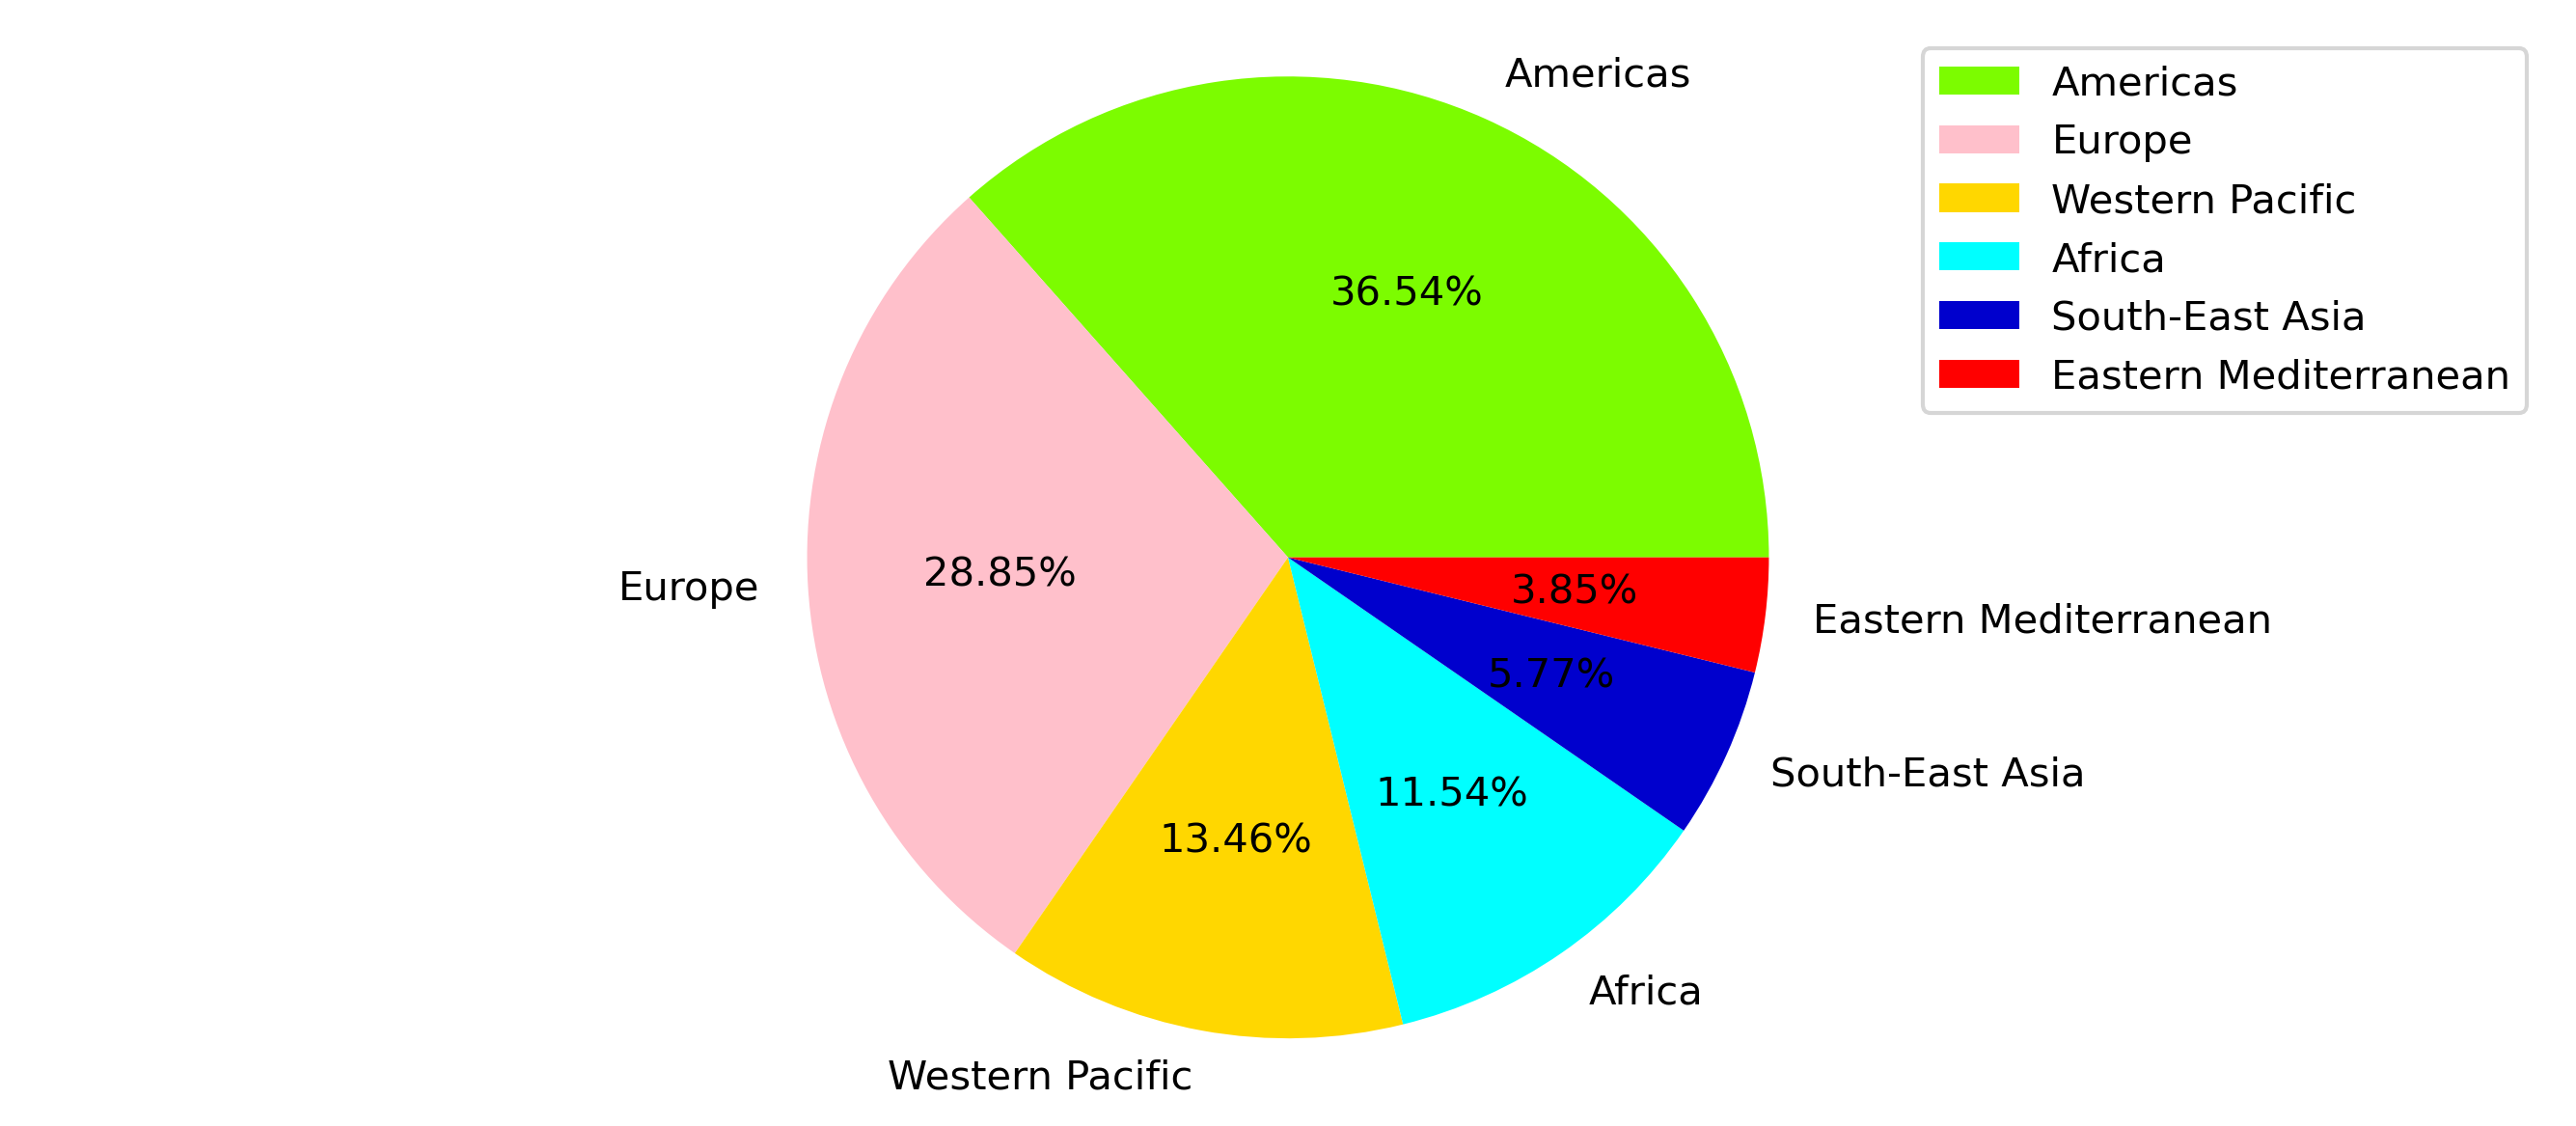 Americas
36.54%
Europe
28.85%
Western Pacific
13.46%
Africa
11.54%
South-East Asia
5.77%
Eastern Mediterranean
3.85%
Americas
Europe
Western Pacific
Africa
South-East Asia
Eastern Mediterranean